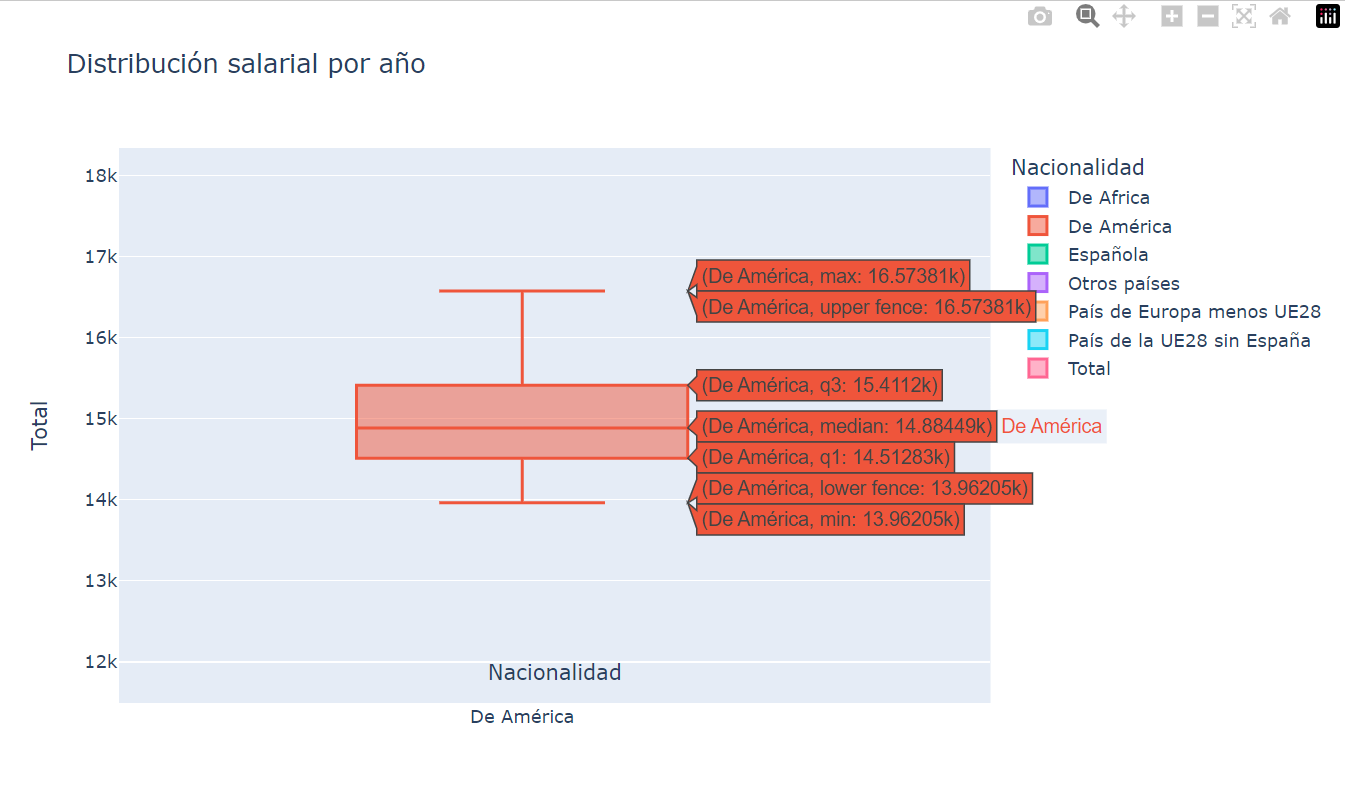 Distribución salarial por año
18k
17k
16k
15k
14k
13k
12k
Total
(De América, max: 16.57381k)
(De América, upper fence: 16.57381k)
(De América, q3: 15.4112k)
(De América, median: 14.88449k) De América
(De América, q1: 14.51283k)
(De América, lower fence: 13.96205k)
(De América, min: 13.96205k)
Nacionalidad
De América
Nacionalidad
De Africa
De América
Española
Otros países
País de Europa menos UE28
País de la UE28 sin España
Total